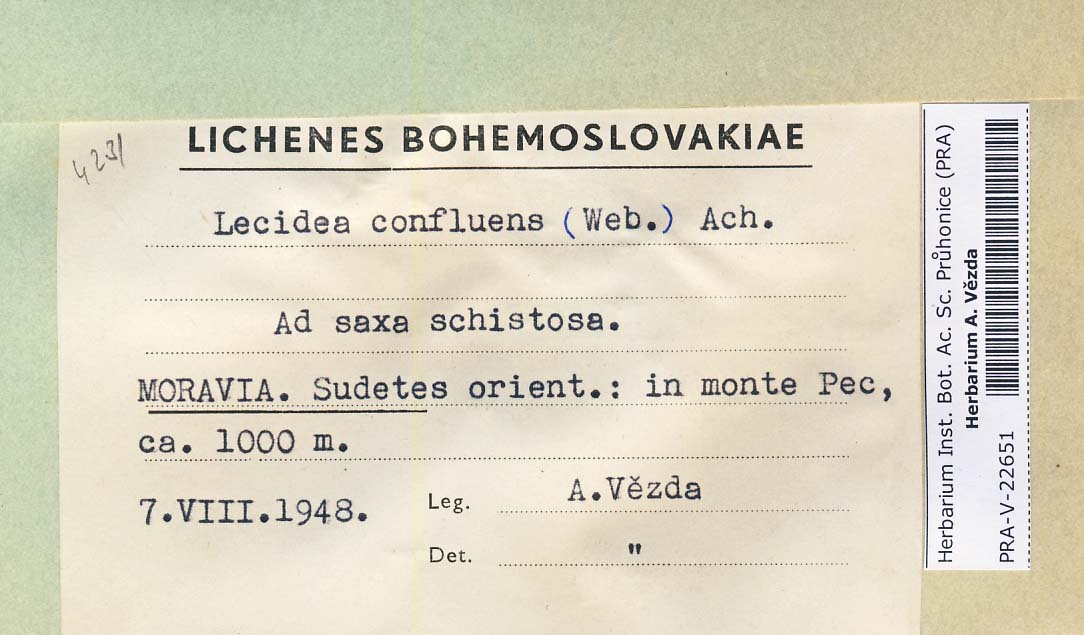 4231
LICHENES BOHEMOSLOVAKIAE
Lecidea confluens (Web.) Ach.
Ad saxa schistosa.
MORAVIA. Sudetes orient.: in monte Pec,
ca. 1000 m.
7.VIII.1948.
Leg. A.Vězda
Det. "
Herbarium Inst. Bot. Ac. Sc. Průhonice (PRA)
Herbarium A. Vězda
PRA-V-22651